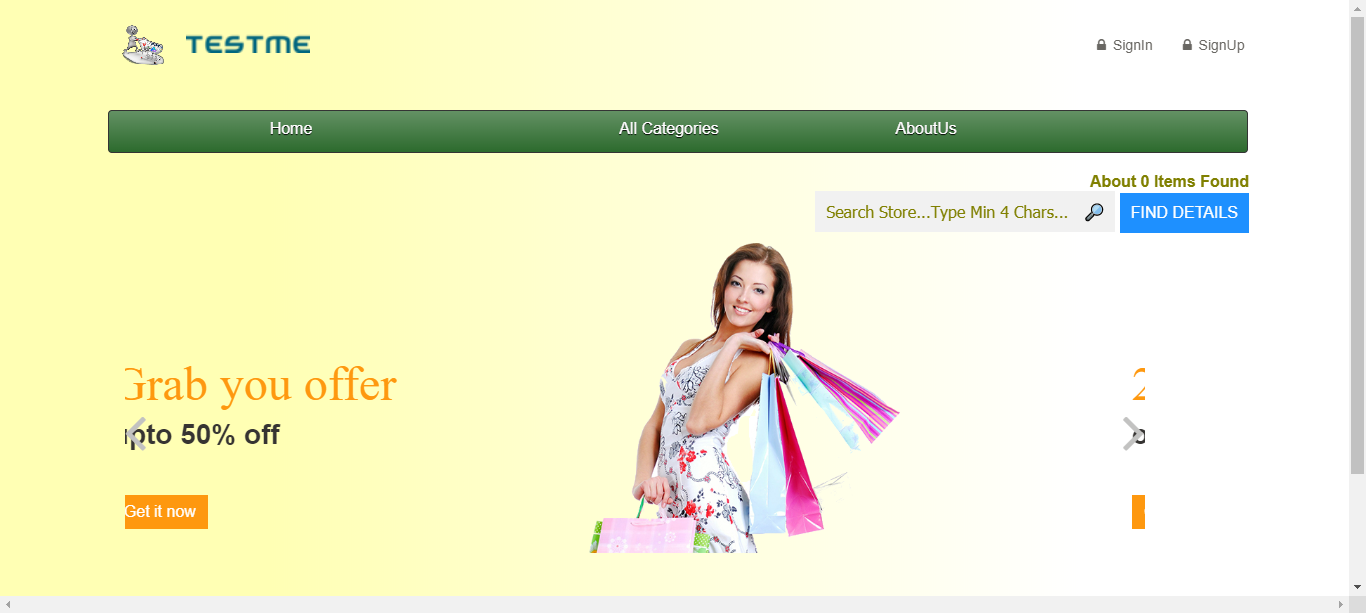 TESTME
SignIn
SignUp
Home
All Categories
AboutUs
About 0 Items Found
Search Store...Type Min 4 Chars...
FIND DETAILS
Grab you offer
upto 50% off
Get it now
2